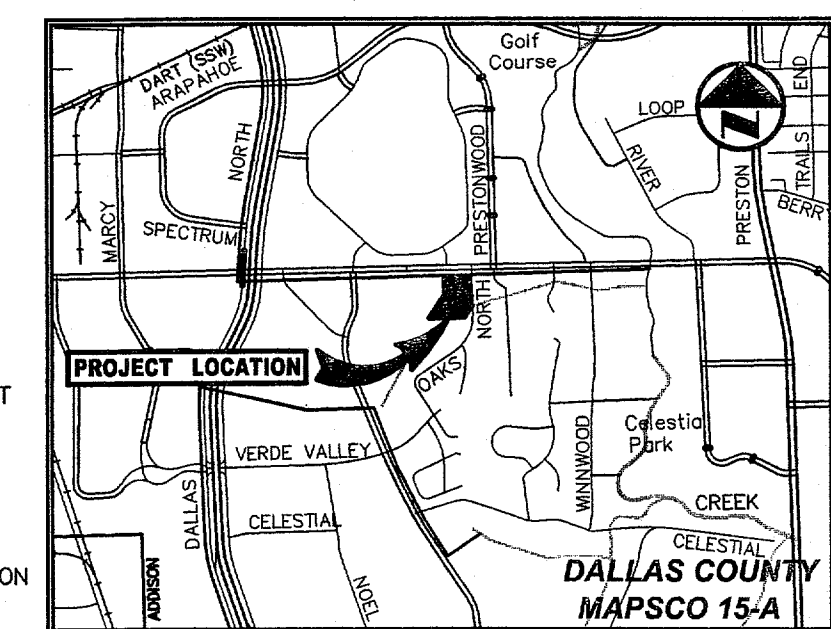 Golf
Course
DART (SSW)
ARAPAHOE
LOOP
END
NORTH
RIVER
TRAILS
PRESTONWOOD
PRESTON
BERR
MARCY
SPECTRUM
NORTH
PROJECT LOCATION
OAKS
T
VERDE VALLEY
WINNWOOD
Celestia
Park
DALLAS
CELESTIAL
CREEK
CELESTIAL
ON
ADDISON
NOEL
DALLAS COUNTY
MAPSCO 15-A